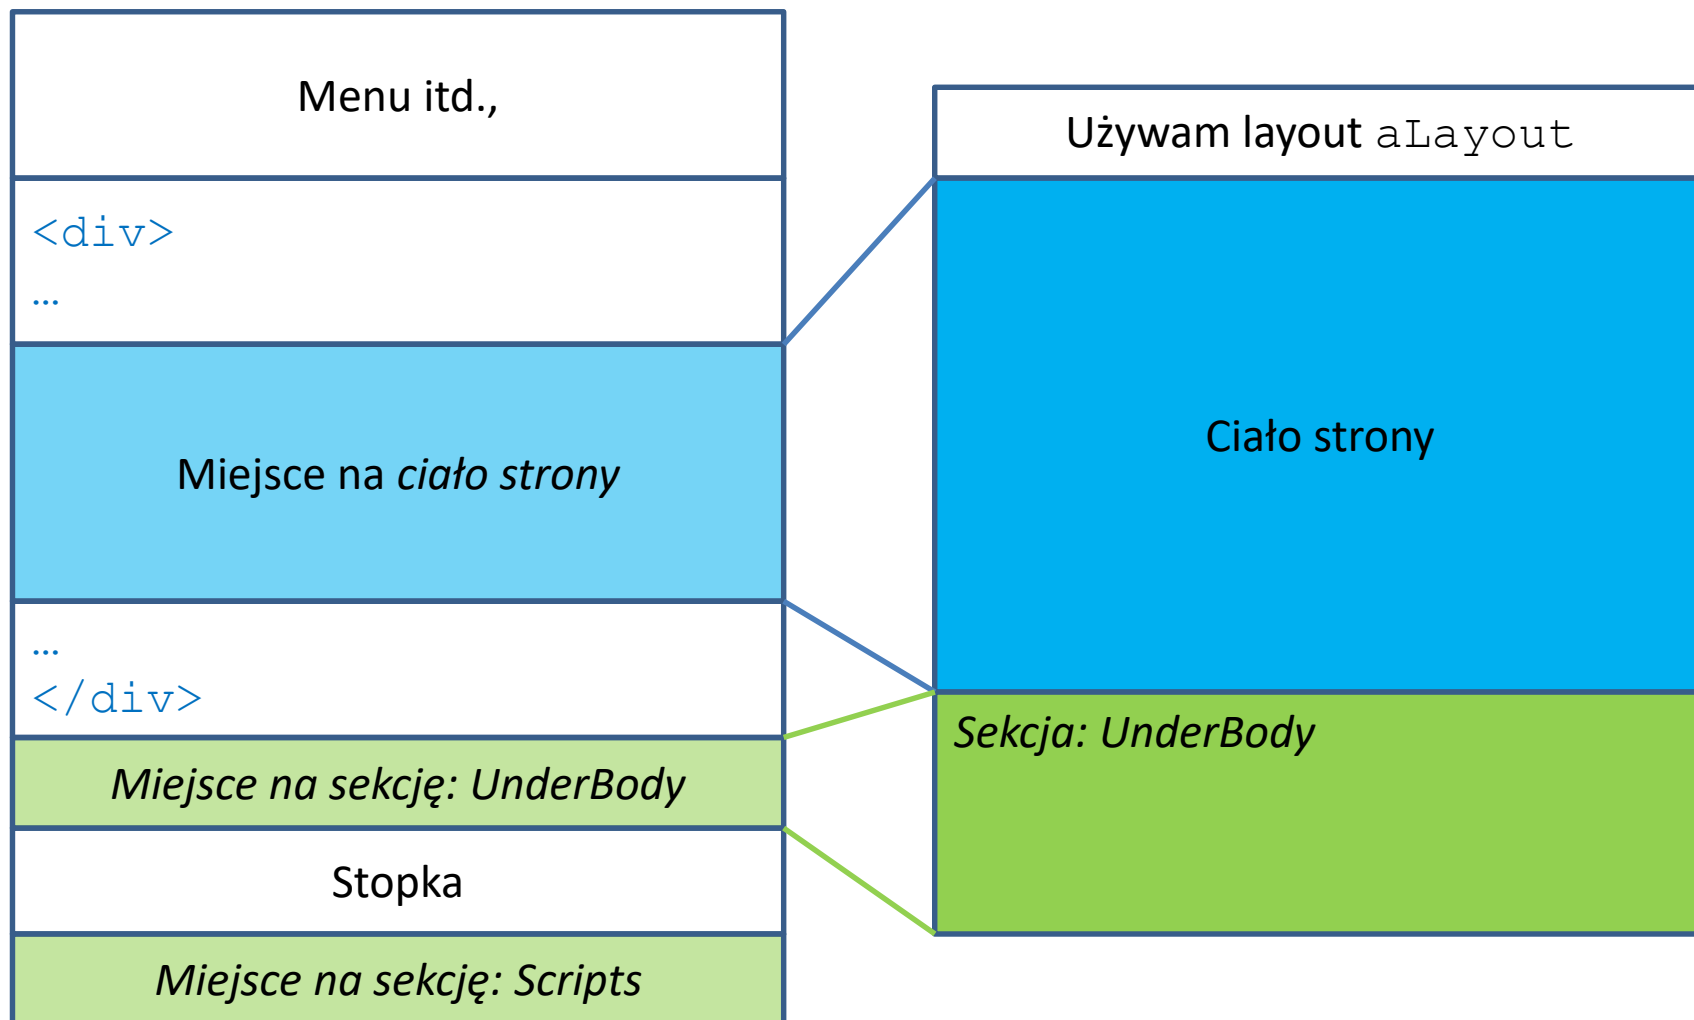 Menu itd.,
<div>
…
Miejsce na ciało strony
…
</div>
Miejsce na sekcję: UnderBody
Stopka
Miejsce na sekcję: Scripts
Używam layout aLayout
Ciało strony
Sekcja: UnderBody